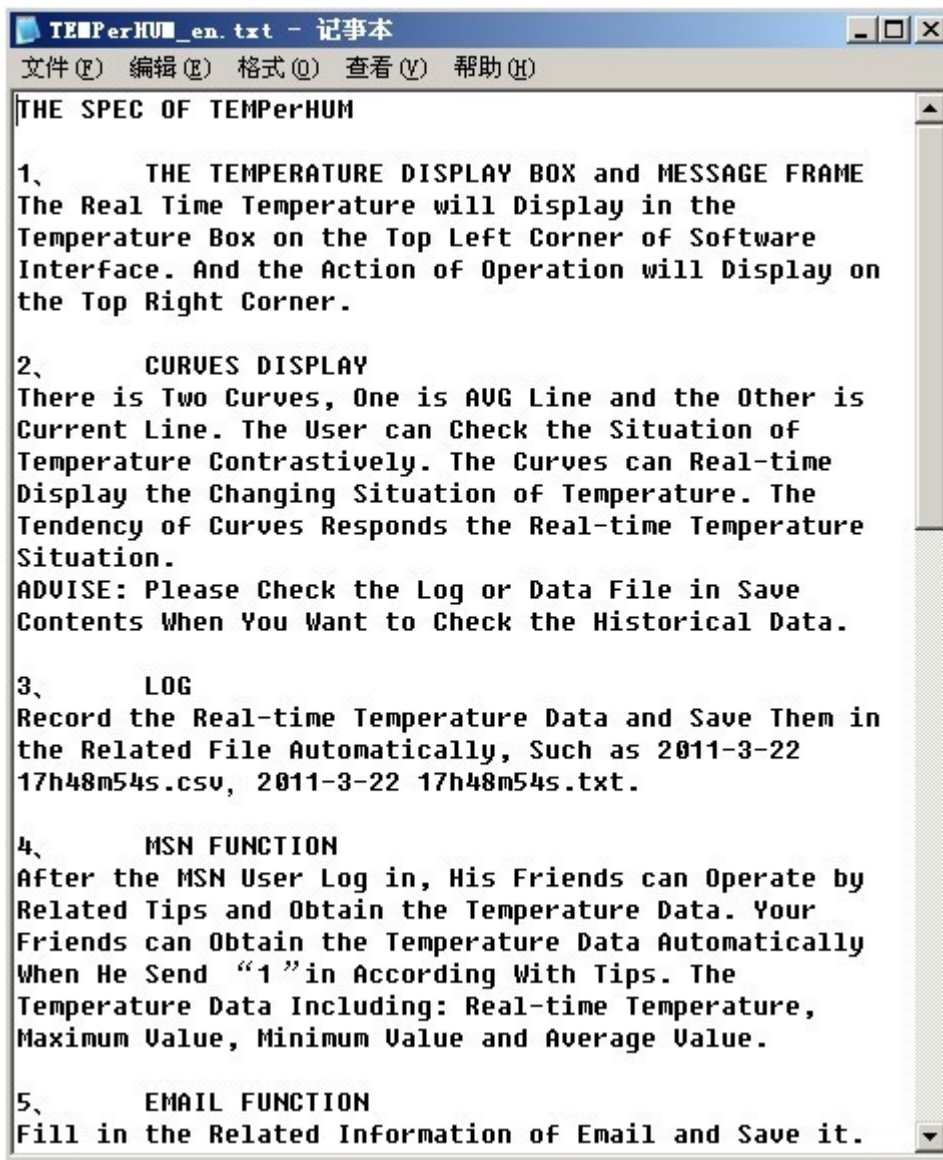 TEMPerHUM_en.txt - 记事本
文件(F) 编辑(E) 格式(O) 查看(V) 帮助(H)
THE SPEC OF TEMPerHUM
1、 THE TEMPERATURE DISPLAY BOX and MESSAGE FRAME
The Real Time Temperature will Display in the
Temperature Box on the Top Left Corner of Software
Interface. And the Action of Operation will Display on
the Top Right Corner.
2、 CURVES DISPLAY
There is Two Curves, One is AVG Line and the Other is
Current Line. The User can Check the Situation of
Temperature Contrastively. The Curves can Real-time
Display the Changing Situation of Temperature. The
Tendency of Curves Responds the Real-time Temperature
Situation.
ADVISE: Please Check the Log or Data File in Save
Contents When You Want to Check the Historical Data.
3、 LOG
Record the Real-time Temperature Data and Save Them in
the Related File Automatically, Such as 2011-3-22
17h48m54s.csv, 2011-3-22 17h48m54s.txt.
4、 MSN FUNCTION
After the MSN User Log in, His Friends can Operate by
Related Tips and Obtain the Temperature Data. Your
Friends can Obtain the Temperature Data Automatically
When He Send “1”in According With Tips. The
Temperature Data Including: Real-time Temperature,
Maximum Value, Minimum Value and Average Value.
5、 EMAIL FUNCTION
Fill in the Related Information of Email and Save it.